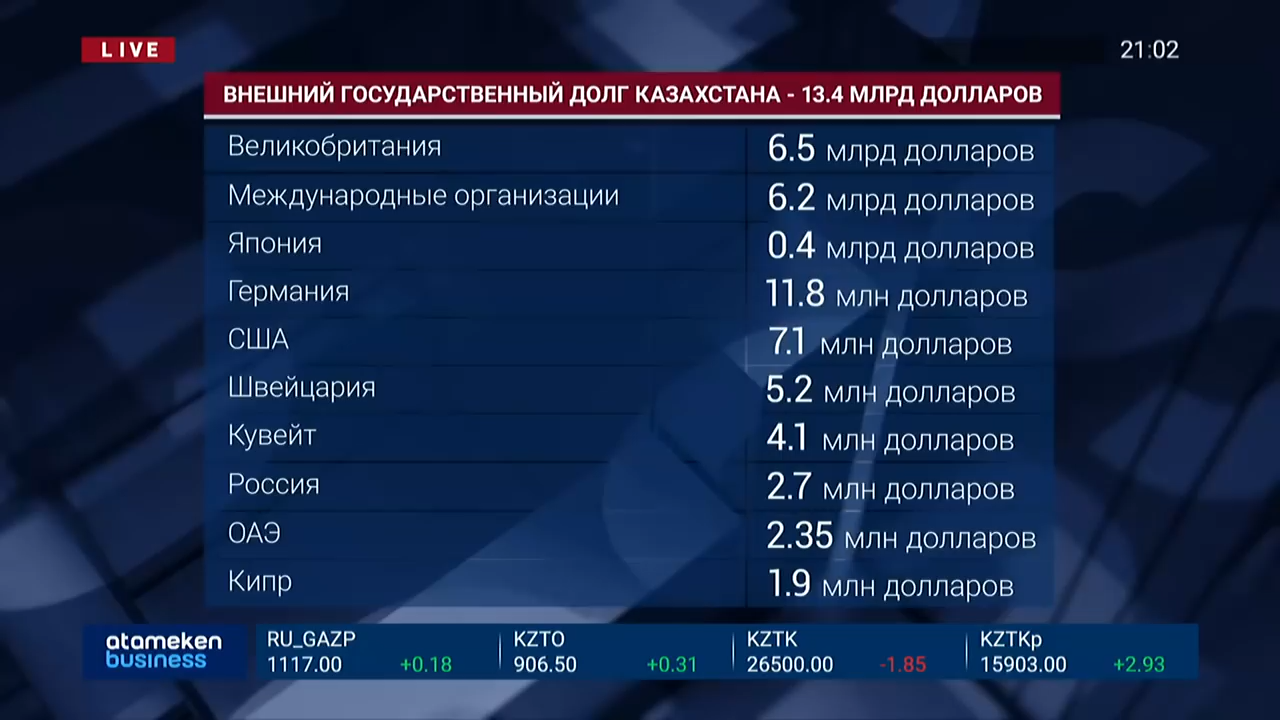 LIVE
21:02
ВНЕШНИЙ ГОСУДАРСТВЕННЫЙ ДОЛГ КАЗАХСТАНА - 13.4 МЛРД ДОЛЛАРОВ
Великобритания 6.5 млрд долларов
Международные организации 6.2 млрд долларов
Япония 0.4 млрд долларов
Германия 11.8 млн долларов
США 7.1 млн долларов
Швейцария 5.2 млн долларов
Кувейт 4.1 млн долларов
Россия 2.7 млн долларов
ОАЭ 2.35 млн долларов
Кипр 1.9 млн долларов
atameken
business
RU_GAZP KZTO KZTK KZTKp
1117.00 +0.18 906.50 +0.31 26500.00 -1.85 15903.00 +2.93